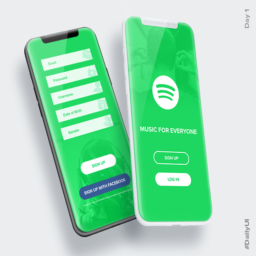 Email
Password
Username
Date of Birth
Gender
SIGN UP
SIGN UP WITH FACEBOOK
MUSIC FOR EVERYONE
SIGN UP
LOG IN
Day 1
#DailyUI